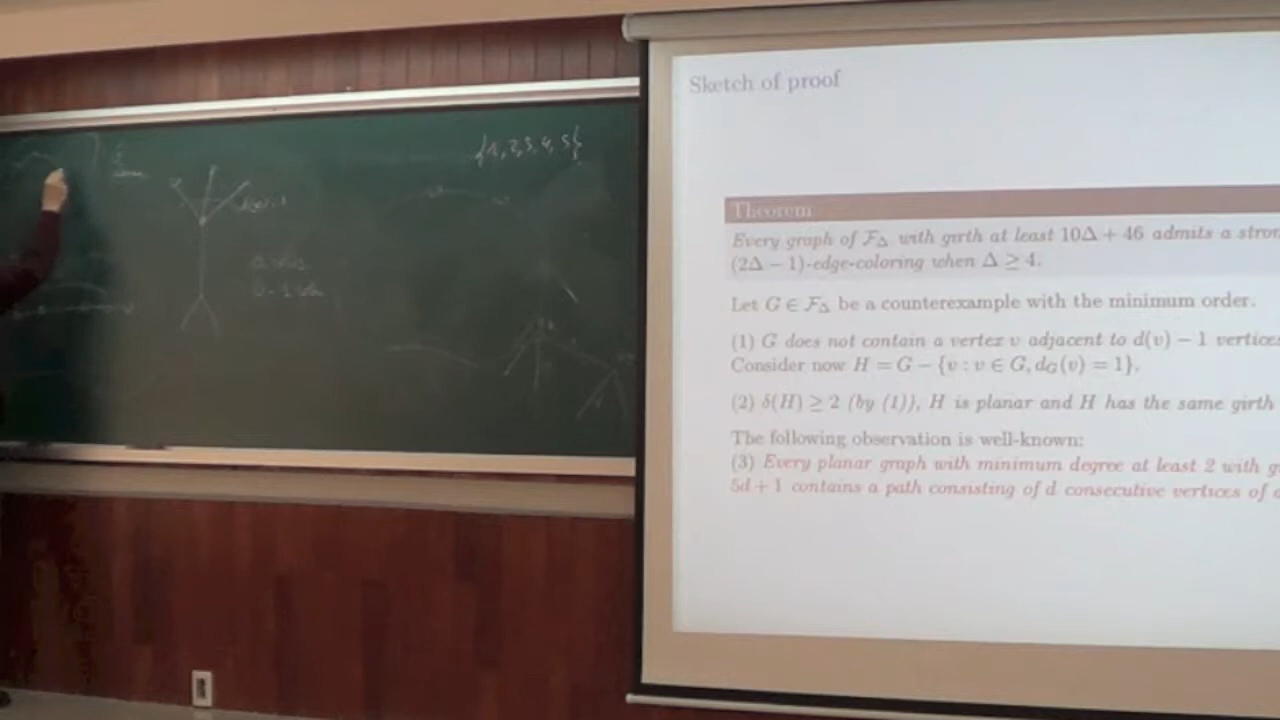 {1,2,3,4,5}
Sketch of proof
Theorem
Every graph of F_Δ with girth at least 10Δ + 46 admits a stron
(2Δ − 1)-edge-coloring when Δ ≥ 4.
Let G ∈ F_Δ be a counterexample with the minimum order.
(1) G does not contain a vertex v adjacent to d(v) − 1 vertices
Consider now H = G − {v : v ∈ G, d_G(v) = 1}.
(2) δ(H) ≥ 2 (by (1)), H is planar and H has the same girth
The following observation is well-known:
(3) Every planar graph with minimum degree at least 2 with g
5d + 1 contains a path consisting of d consecutive vertices of d